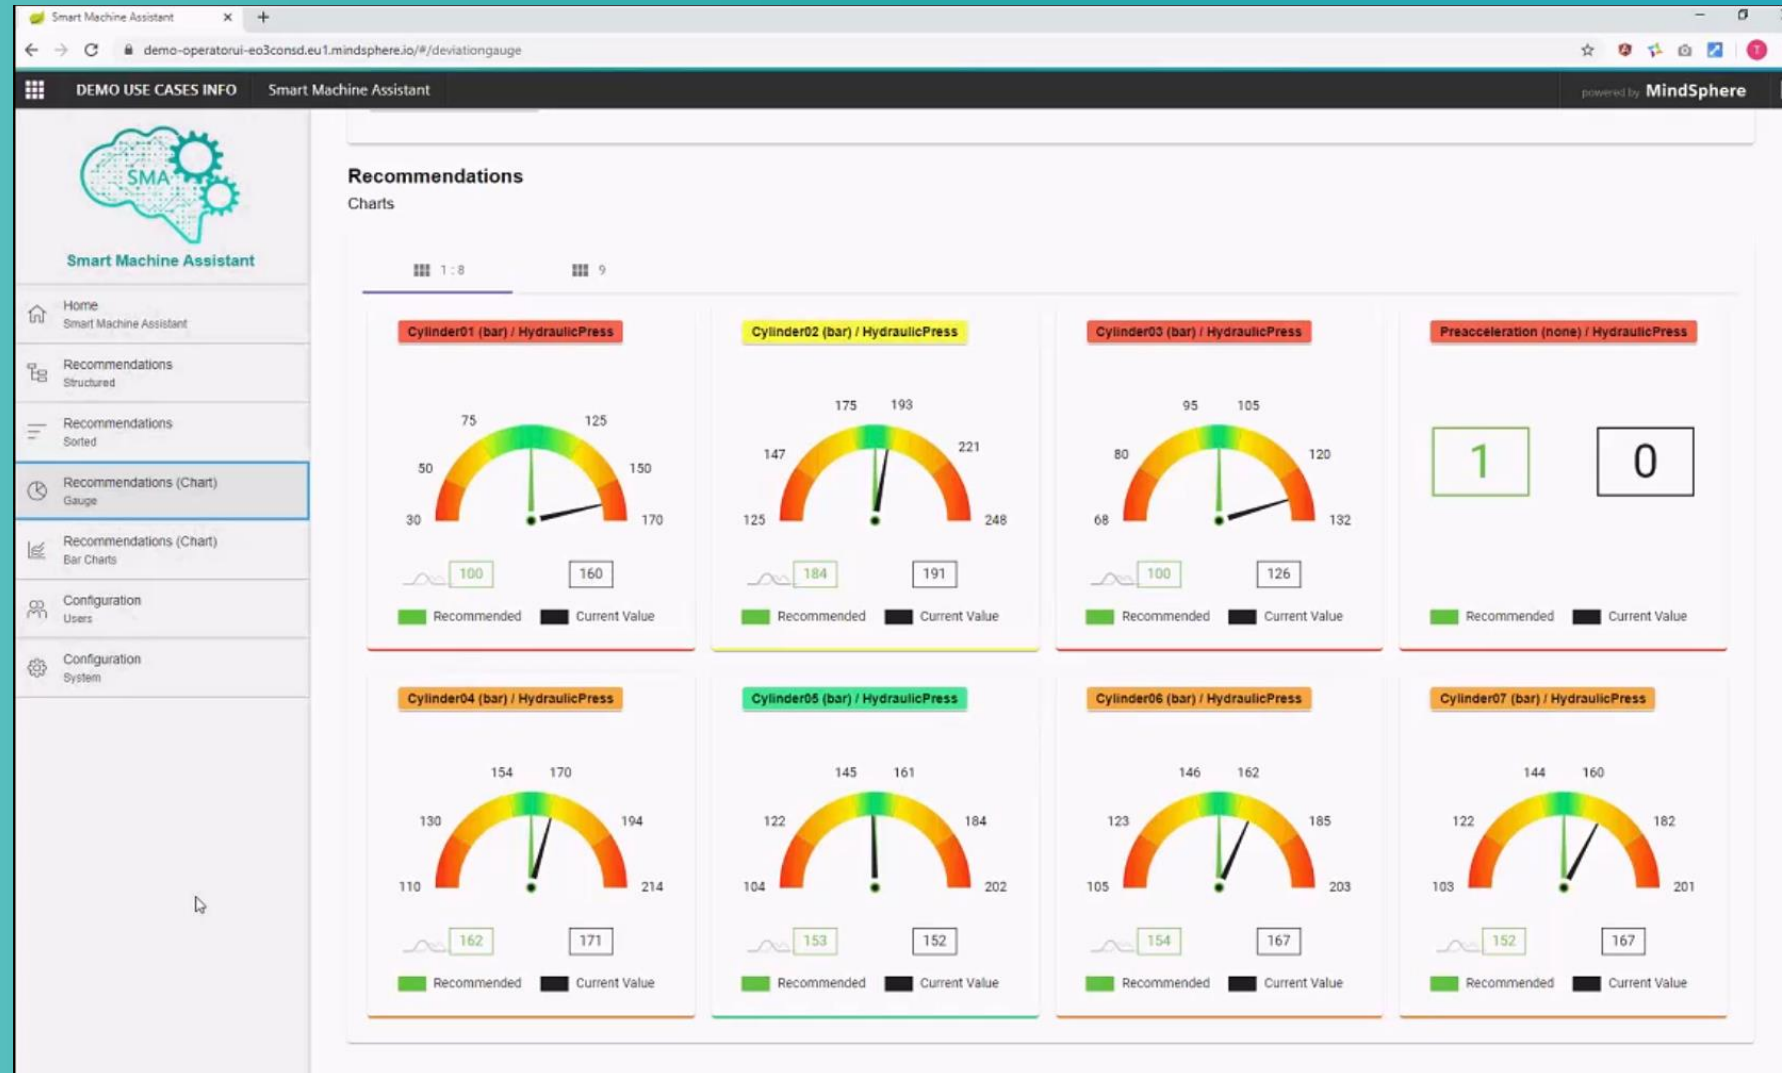 Smart Machine Assistant
demo-operatorui-eo3consd.eu1.mindsphere.io/#/deviationgauge
T
DEMO USE CASES INFO Smart Machine Assistant powered by MindSphere
SMA
Smart Machine Assistant
Home
Smart Machine Assistant
Recommendations
Structured
Recommendations
Sorted
Recommendations (Chart)
Gauge
Recommendations (Chart)
Bar Charts
Configuration
Users
Configuration
System
Recommendations
Charts
1 : 8 9
Cylinder01 (bar) / HydraulicPress
75 125
50 150
30 170
100 160
Recommended Current Value
Cylinder02 (bar) / HydraulicPress
175 193
147 221
125 248
184 191
Recommended Current Value
Cylinder03 (bar) / HydraulicPress
95 105
80 120
68 132
100 126
Recommended Current Value
Preacceleration (none) / HydraulicPress
1 0
Recommended Current Value
Cylinder04 (bar) / HydraulicPress
154 170
130 194
110 214
162 171
Recommended Current Value
Cylinder05 (bar) / HydraulicPress
145 161
122 184
104 202
153 152
Recommended Current Value
Cylinder06 (bar) / HydraulicPress
146 162
123 185
105 203
154 167
Recommended Current Value
Cylinder07 (bar) / HydraulicPress
144 160
122 182
103 201
152 167
Recommended Current Value